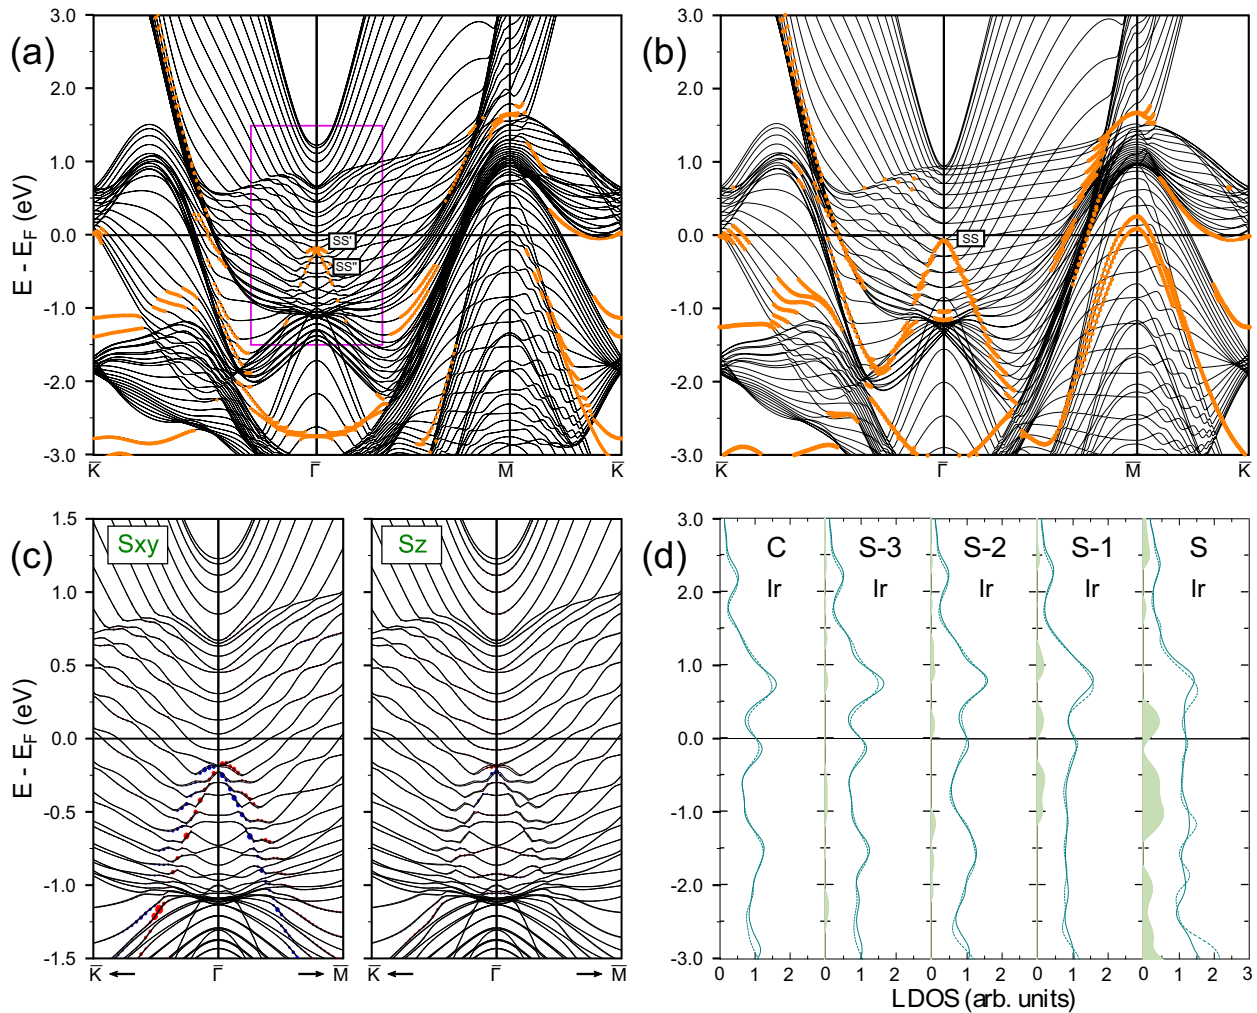 (a)
3.0
2.0
1.0
0.0
-1.0
-2.0
-3.0
E - E_F (eV)
SS'
SS"
K̅ Γ̅ M̅ K̅
(b)
3.0
2.0
1.0
0.0
-1.0
-2.0
-3.0
SS
K̅ Γ̅ M̅ K̅
(c)
1.5
1.0
0.5
0.0
-0.5
-1.0
-1.5
E - E_F (eV)
Sxy
K̅ Γ̅ M̅
Sz
K̅ Γ̅ M̅
(d)
3.0
2.0
1.0
0.0
-1.0
-2.0
-3.0
C S-3 S-2 S-1 S
Ir Ir Ir Ir Ir
0 1 2 0 1 2 0 1 2 0 1 2 0 1 2 3
LDOS (arb. units)